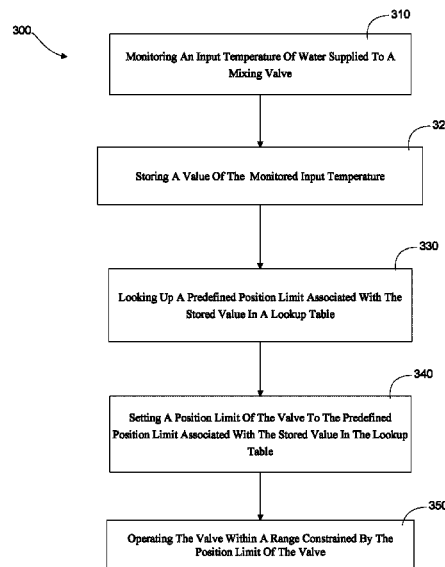 300
310
Monitoring An Input Temperature Of Water Supplied To A
Mixing Valve
32
Storing A Value Of The Monitored Input Temperature
330
Looking Up A Predefined Position Limit Associated With The
Stored Value In A Lookup Table
340
Setting A Position Limit Of The Valve To The Predefined
Position Limit Associated With The Stored Value In The Lookup
Table
350
Operating The Valve Within A Range Constrained By The
Position Limit Of The Valve